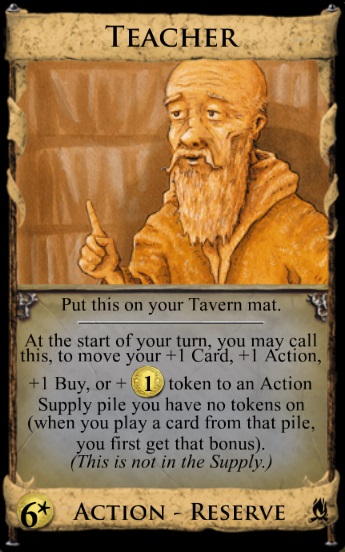 TEACHER
Put this on your Tavern mat.
At the start of your turn, you may call
this, to move your +1 Card, +1 Action,
+1 Buy, or + 1 token to an Action
Supply pile you have no tokens on
(when you play a card from that pile,
you first get that bonus).
(This is not in the Supply.)
6* ACTION - RESERVE